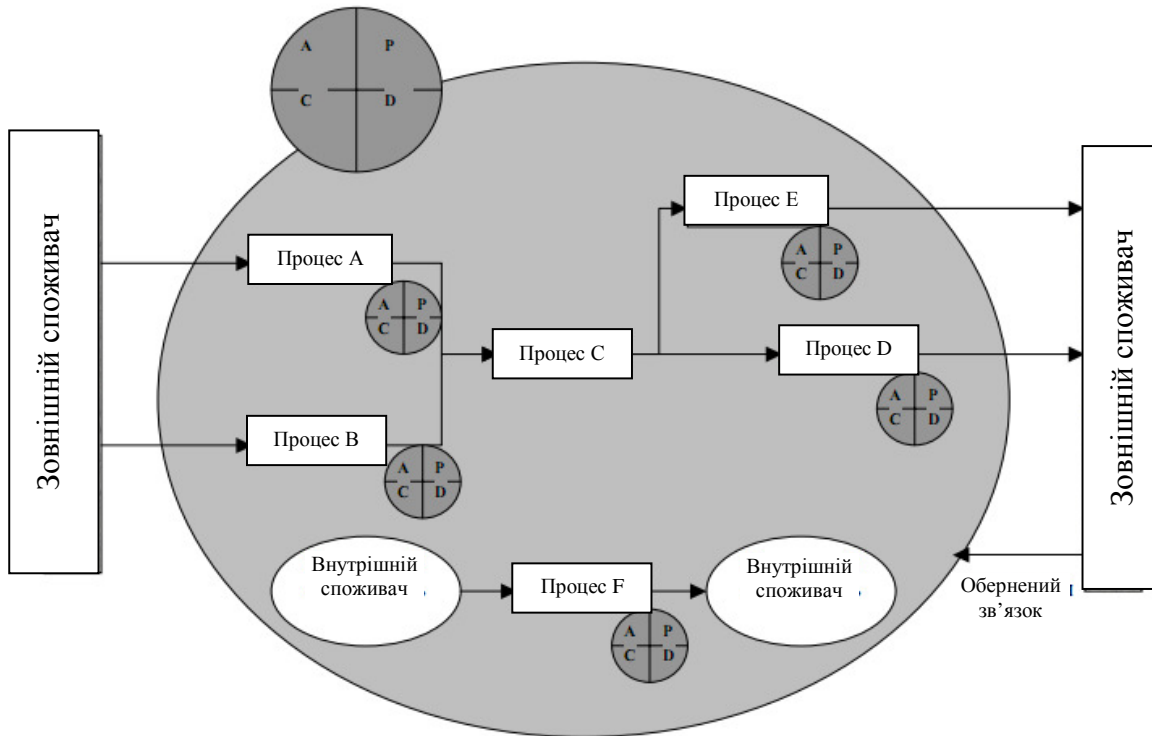 A P
C D
Зовнішній споживач
Процес E
A P
C D
Процес A
A P
C D
Процес C
Процес D
A P
C D
Процес B
A P
C D
Внутрішній
споживач
Процес F
A P
C D
Внутрішній
споживач
Зовнішній споживач
Обернений
зв’язок